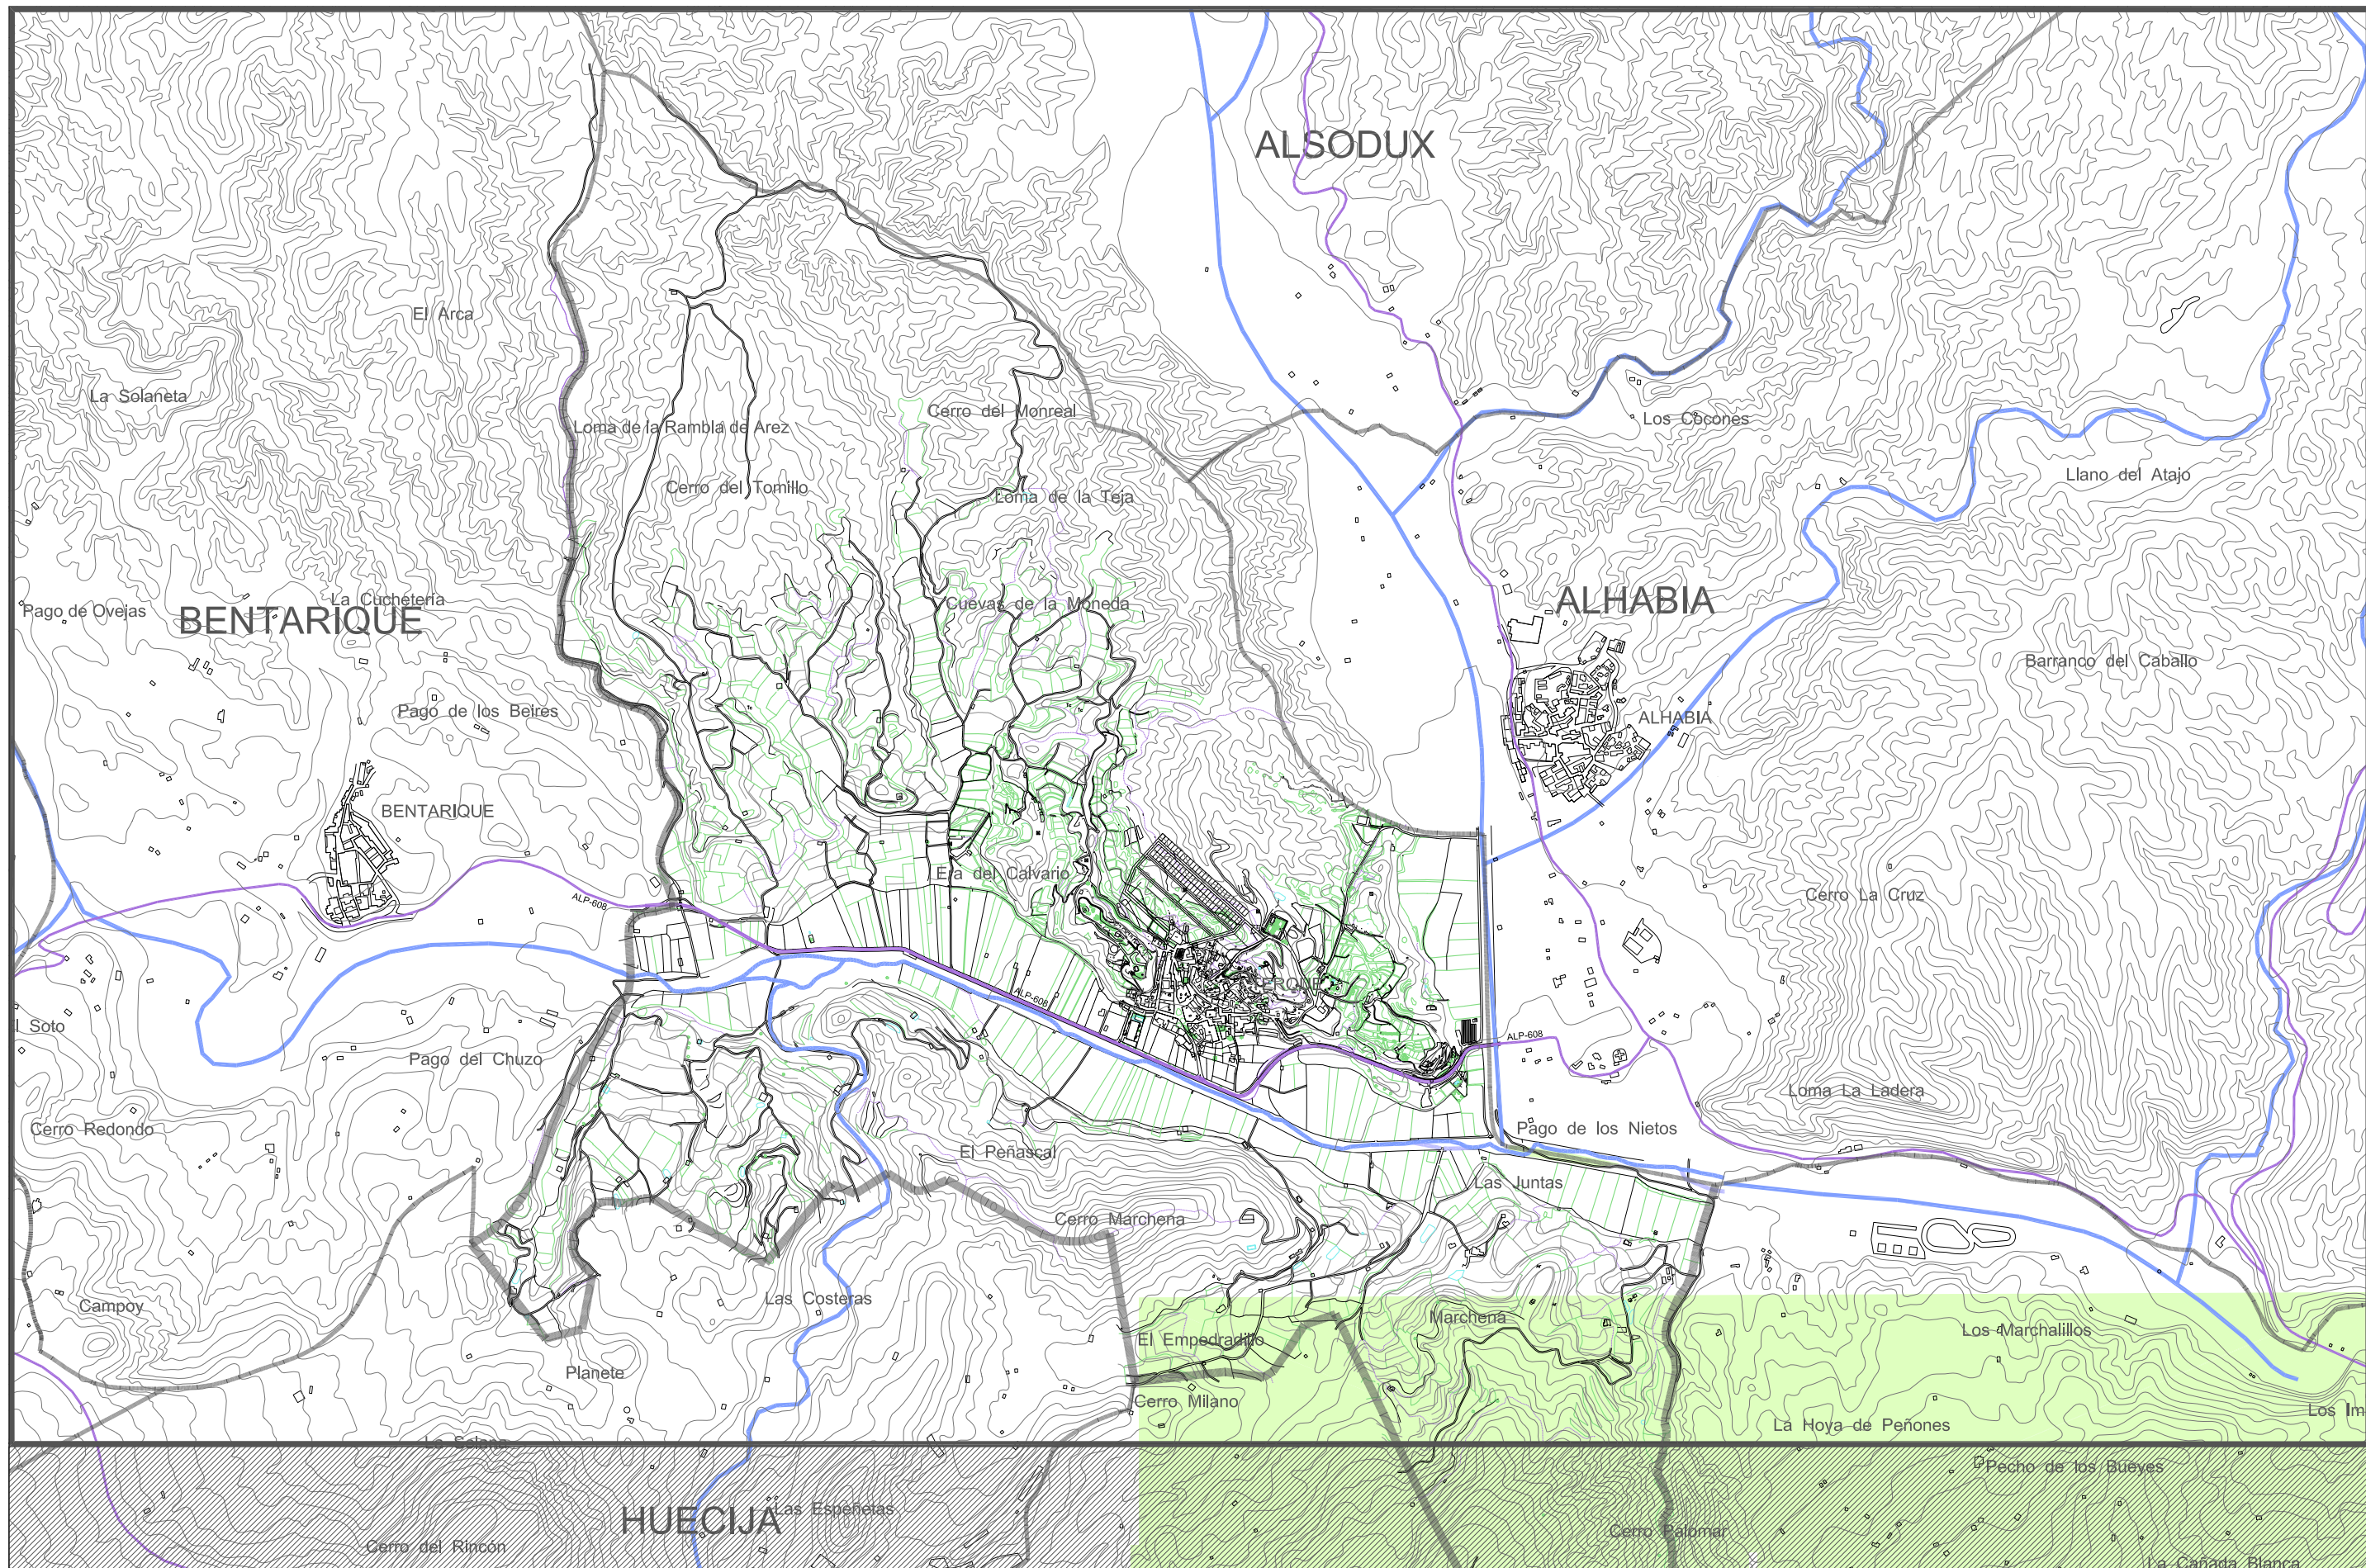 ALSODUX
El Arca
La Solaneta
Cerro del Monreal
Loma de la Rambla de Arez
Los Cocones
Llano del Atajo
Cerro del Tomillo
Loma de la Teja
La Cuchetería
Pago de Ovejas
BENTARIQUE
Cuevas de la Moneda
ALHABIA
Barranco del Caballo
Pago de los Beires
ALHABIA
BENTARIQUE
Era del Calvario
Cerro La Cruz
ALP-608
ALP-608
l Soto
ALP-608
Pago del Chuzo
Loma La Ladera
Cerro Redondo
Pago de los Nietos
El Peñascal
Las Juntas
Cerro Marchena
Campoy
Las Costeras
Marchena
El Empedradillo
Los Marchalillos
Planete
Cerro Milano
La Hoya de Peñones
Los Im
La Solana
Pecho de los Bueyes
HUECIJA
Las Espeñetas
Cerro del Rincón
Cerro Palomar
La Cañada Blanca